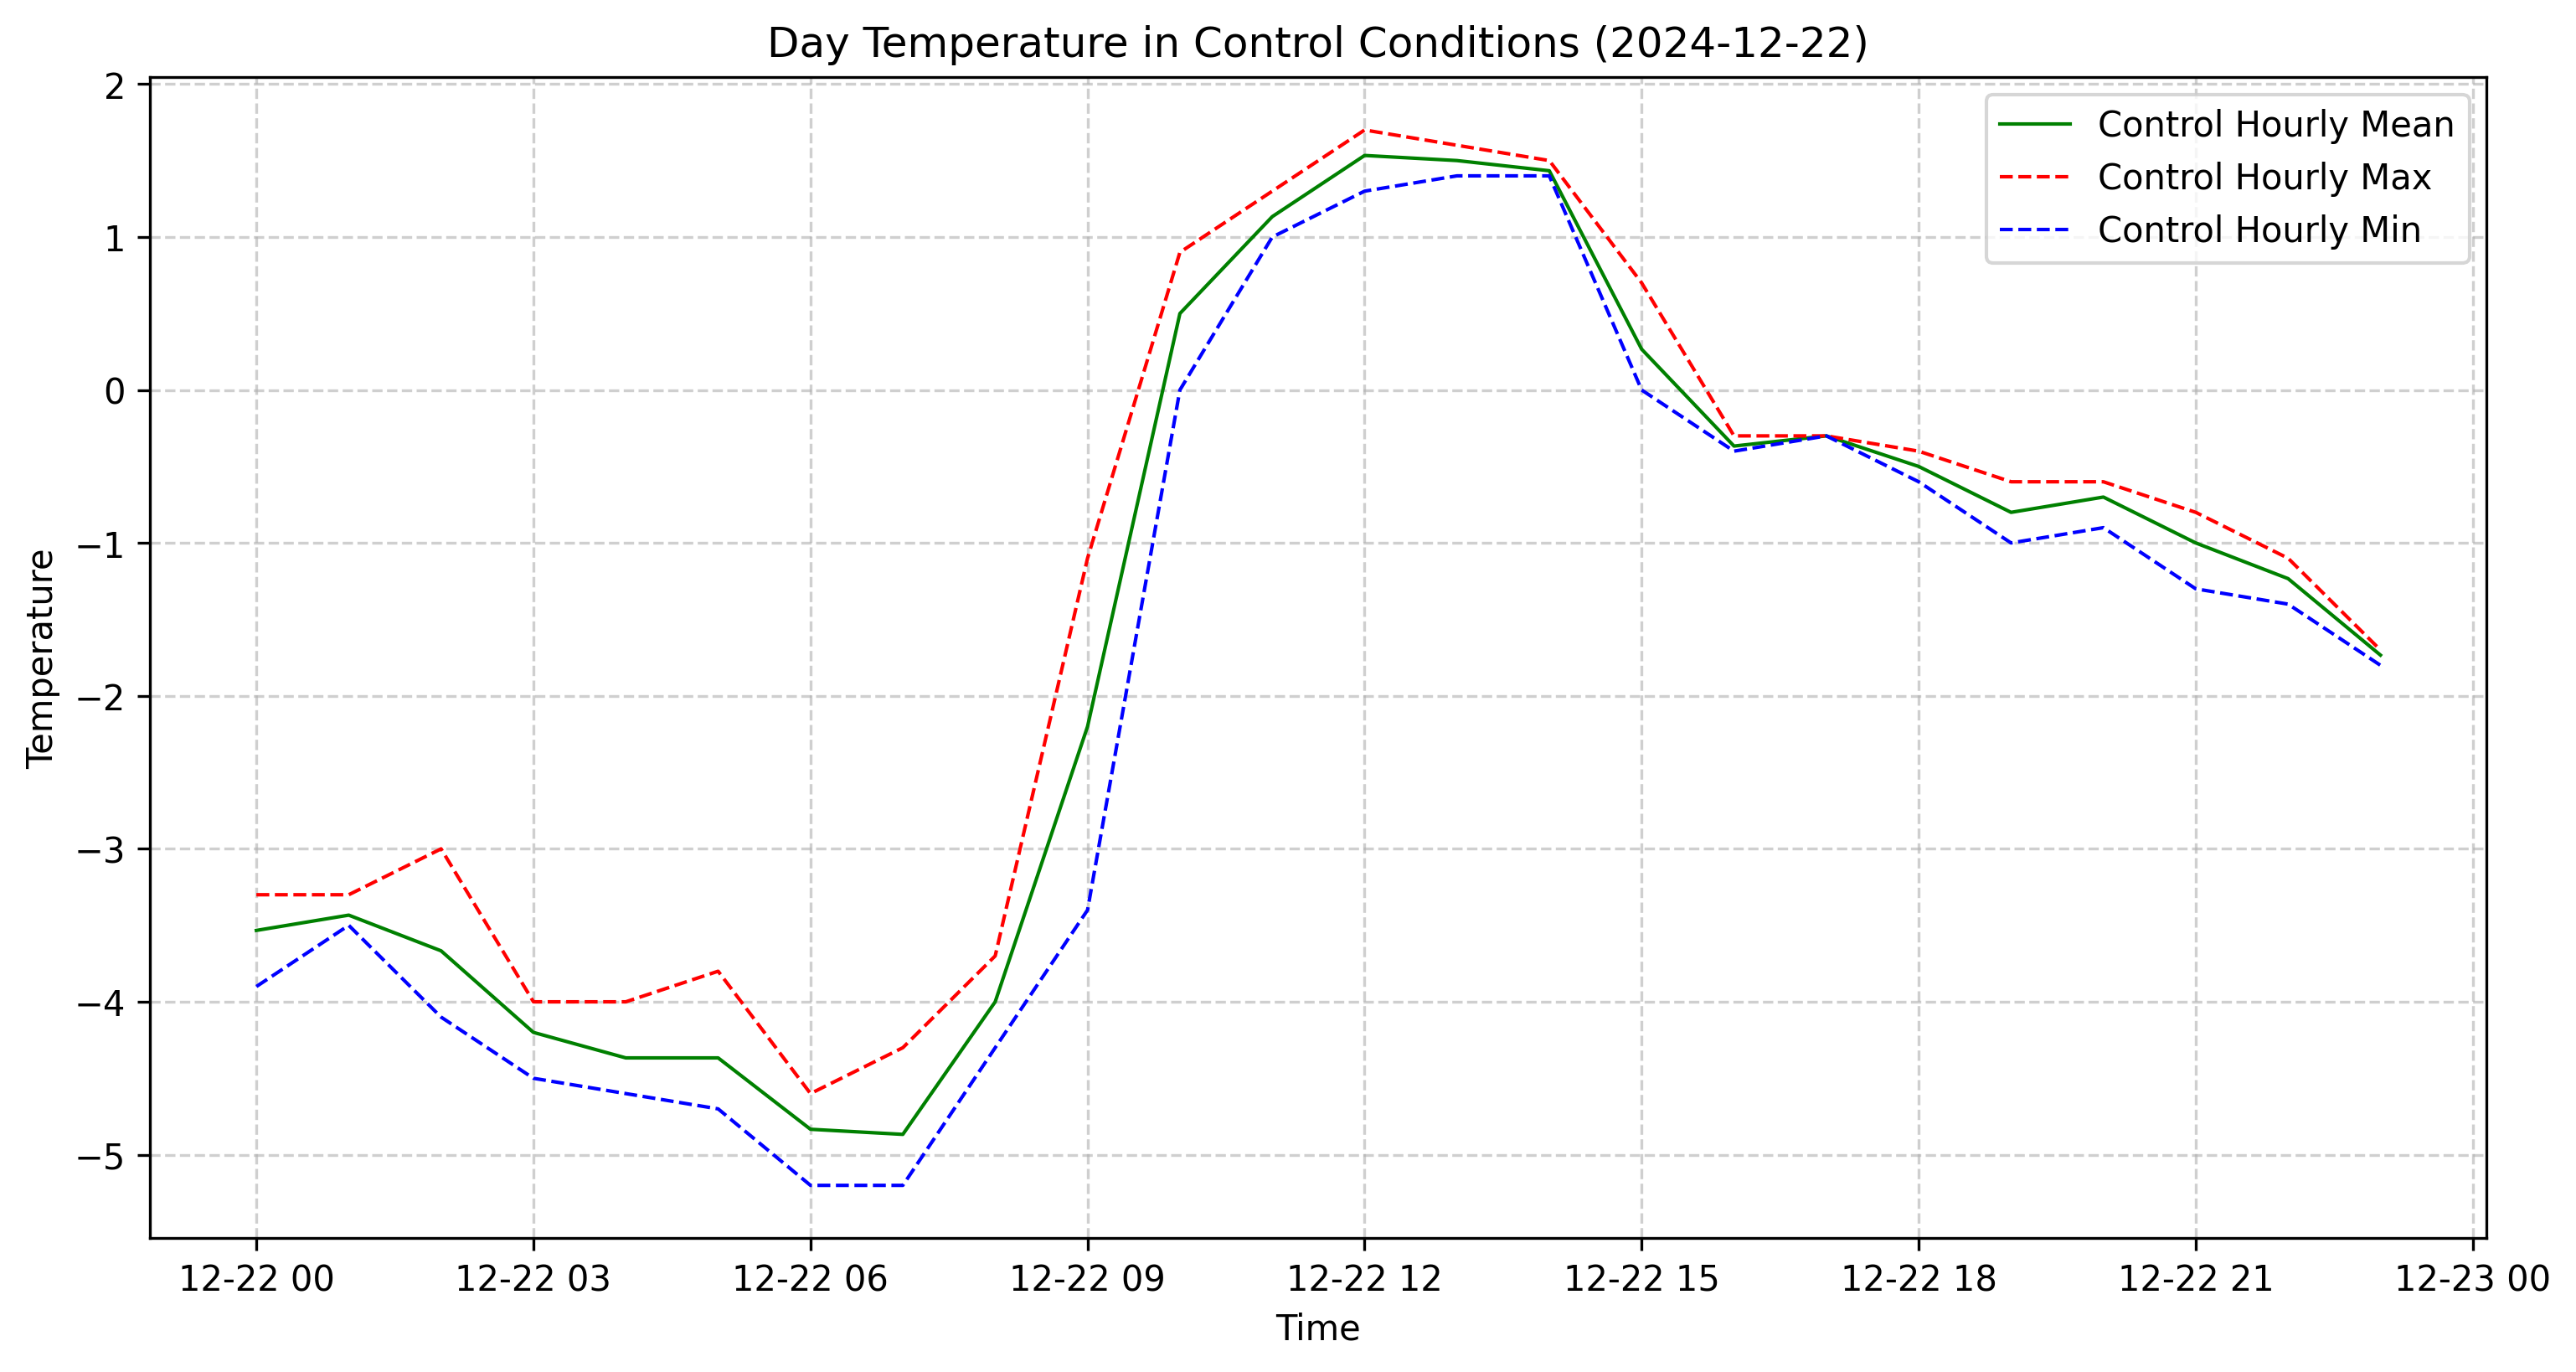 Day Temperature in Control Conditions (2024-12-22)
Control Hourly Mean
Control Hourly Max
Control Hourly Min
Temperature
2
1
0
−1
−2
−3
−4
−5
12-22 00 12-22 03 12-22 06 12-22 09 12-22 12 12-22 15 12-22 18 12-22 21 12-23 00
Time